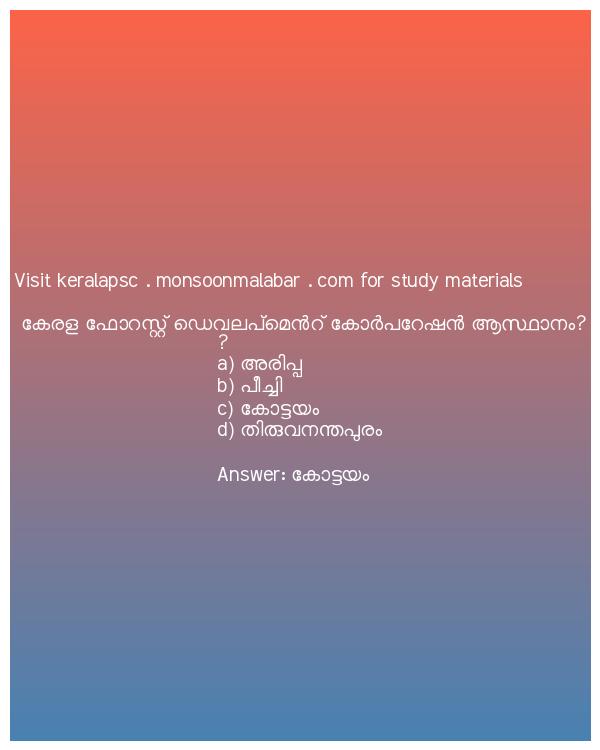 Visit keralapsc . monsoonmalabar . com for study materials
കേരള ഫോറസ്റ്റ് ഡെവലപ്മെൻറ് കോർപറേഷൻ ആസ്ഥാനം?
?
a) അരിപ്പ
b) പീച്ചി
c) കോട്ടയം
d) തിരുവനന്തപുരം
Answer: കോട്ടയം